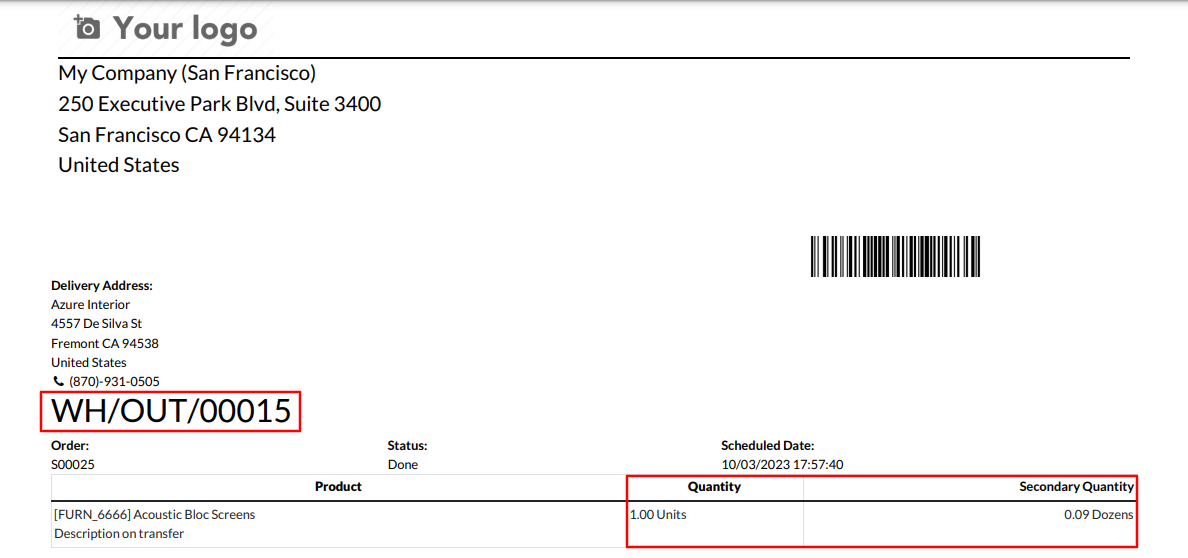 Your logo
My Company (San Francisco)
250 Executive Park Blvd, Suite 3400
San Francisco CA 94134
United States
Delivery Address:
Azure Interior
4557 De Silva St
Fremont CA 94538
United States
(870)-931-0505
WH/OUT/00015
Order: Status: Scheduled Date:
S00025 Done 10/03/2023 17:57:40
Product Quantity Secondary Quantity
[FURN_6666] Acoustic Bloc Screens 1.00 Units 0.09 Dozens
Description on transfer